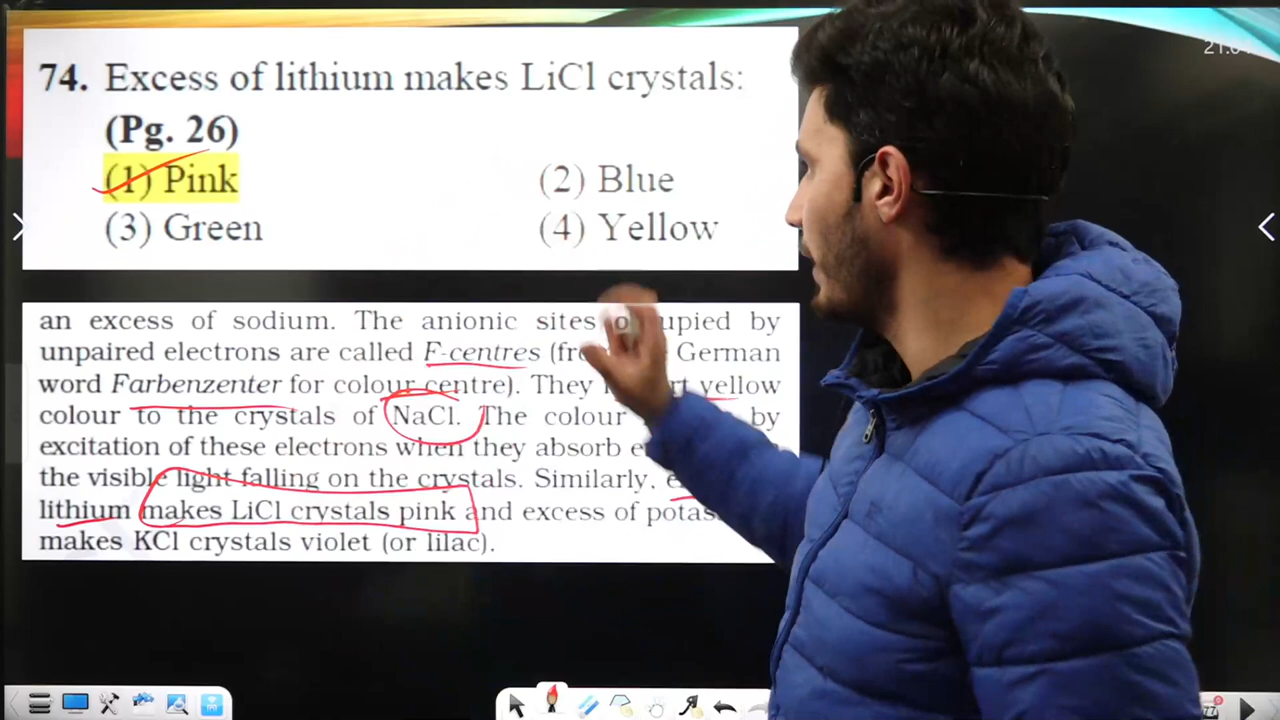 21:04
74. Excess of lithium makes LiCl crystals:
(Pg. 26)
(1) Pink (2) Blue
(3) Green (4) Yellow
an excess of sodium. The anionic sites by
unpaired electrons are called F-centres German
word Farbenzenter for colour centre). They yellow
colour to the crystals of NaCl. The colour by
excitation of these electrons when they absorb
the visible light falling on the crystals. Similarly,
lithium makes LiCl crystals pink and excess of
makes KCl crystals violet (or lilac).
77